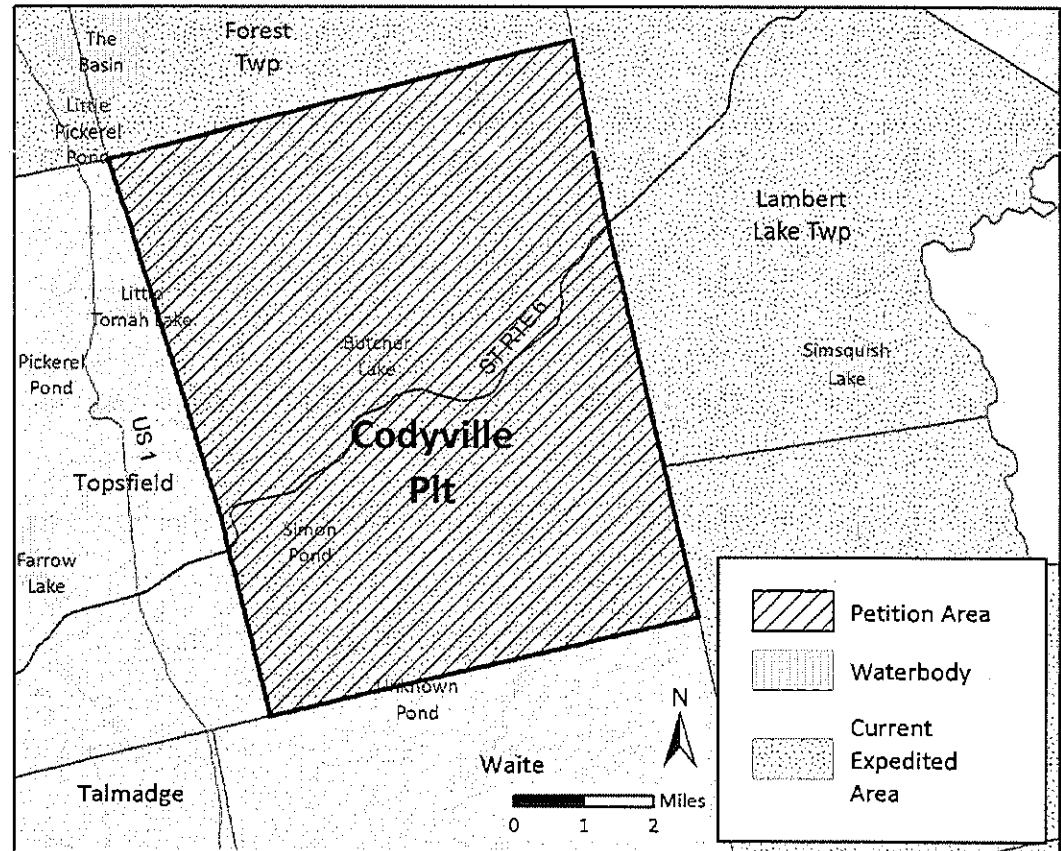 The
Basin
Forest
Twp
Little
Pickerel
Pond
Lambert
Lake Twp
Little
Tomah Lake
Butcher
Lake
ST RTE 6
Pickerel
Pond
Simsquish
Lake
US 1
Codyville
Plt
Topsfield
Simon
Pond
Farrow
Lake
Unknown
Pond
Waite
Talmadge
N
Miles
0 1 2
Petition Area
Waterbody
Current
Expedited
Area